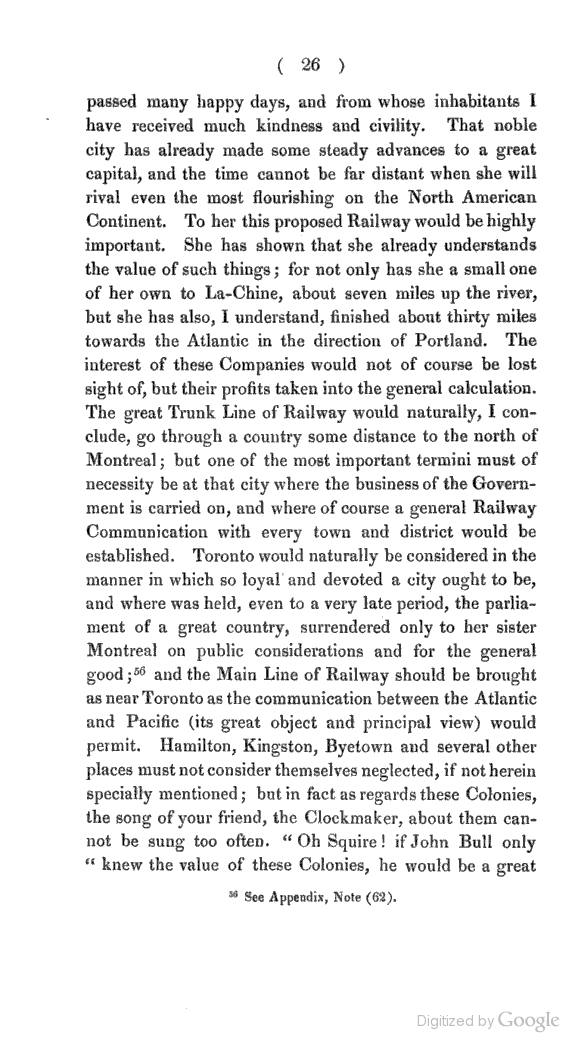 ( 26 )
passed many happy days, and from whose inhabitants I
have received much kindness and civility. That noble
city has already made some steady advances to a great
capital, and the time cannot be far distant when she will
rival even the most flourishing on the North American
Continent. To her this proposed Railway would be highly
important. She has shown that she already understands
the value of such things; for not only has she a small one
of her own to La-Chine, about seven miles up the river,
but she has also, I understand, finished about thirty miles
towards the Atlantic in the direction of Portland. The
interest of these Companies would not of course be lost
sight of, but their profits taken into the general calculation.
The great Trunk Line of Railway would naturally, I con-
clude, go through a country some distance to the north of
Montreal; but one of the most important termini must of
necessity be at that city where the business of the Govern-
ment is carried on, and where of course a general Railway
Communication with every town and district would be
established. Toronto would naturally be considered in the
manner in which so loyal and devoted a city ought to be,
and where was held, even to a very late period, the parlia-
ment of a great country, surrendered only to her sister
Montreal on public considerations and for the general
good;⁵⁶ and the Main Line of Railway should be brought
as near Toronto as the communication between the Atlantic
and Pacific (its great object and principal view) would
permit. Hamilton, Kingston, Byetown and several other
places must not consider themselves neglected, if not herein
specially mentioned; but in fact as regards these Colonies,
the song of your friend, the Clockmaker, about them can-
not be sung too often. "Oh Squire! if John Bull only
"knew the value of these Colonies, he would be a great
⁵⁶ See Appendix, Note (62).
Digitized by Google